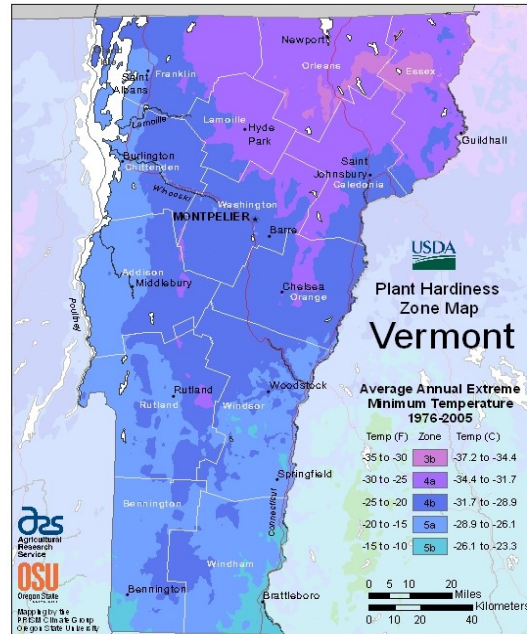 Newport
Orleans
Essex
Grand
Isle
Saint
Albans
Franklin
Lamoille
Lamoille
Hyde
Park
Guildhall
Burlington
Chittenden
Saint
Johnsbury
Caledonia
Winooski
Washington
MONTPELIER
Barre
Addison
Middlebury
Chelsea
Orange
Poultney
Rutland
Rutland
Woodstock
Windsor
Springfield
Connecticut
Bennington
Windham
Bennington
Brattleboro
USDA
Plant Hardiness
Zone Map
Vermont
Average Annual Extreme
Minimum Temperature
1976-2005
Temp (F) Zone Temp (C)
-35 to -30 3b -37.2 to -34.4
-30 to -25 4a -34.4 to -31.7
-25 to -20 4b -31.7 to -28.9
-20 to -15 5a -28.9 to -26.1
-15 to -10 5b -26.1 to -23.3
0 5 10 20
Miles
0 5 10 20
Kilometers
ars
Agricultural
Research
Service
OSU
Oregon State
Mapping by the
PRISM Climate Group
Oregon State University